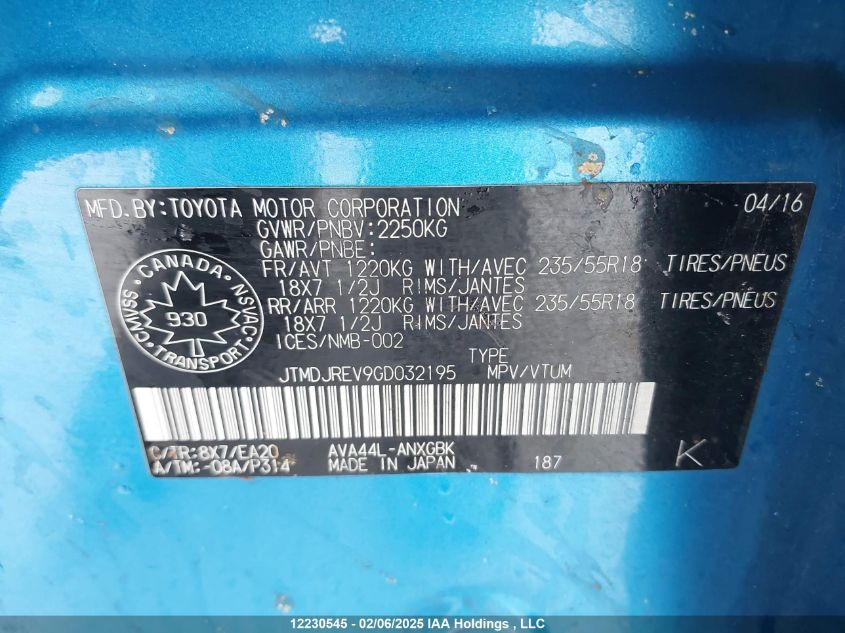 MFD. BY:TOYOTA MOTOR CORPORATION 04/16
GVWR/PNBV:2250KG
GAWR/PNBE:
FR/AVT 1220KG WITH/AVEC 235/55R18 TIRES/PNEUS
18X7 1/2J RIMS/JANTES
RR/ARR 1220KG WITH/AVEC 235/55R18 TIRES/PNEUS
18X7 1/2J RIMS/JANTES
ICES/NMB-002
CANADA
CMVSS 930 NSVAC
TRANSPORT
TYPE
JTMDJREV9GD032195 MPV/VTUM
C/TR:8X7/EA20 AVA44L-ANXGBK
A/TM:-08A/P314 MADE IN JAPAN 187 K
12230545 - 02/06/2025 IAA Holdings , LLC